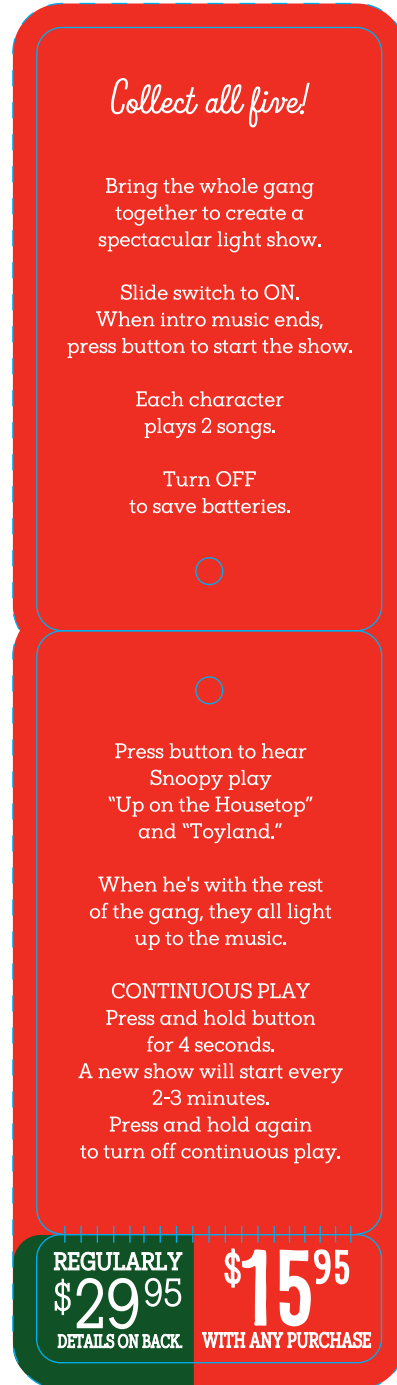 Collect all five!
Bring the whole gang
together to create a
spectacular light show.
Slide switch to ON.
When intro music ends,
press button to start the show.
Each character
plays 2 songs.
Turn OFF
to save batteries.
Press button to hear
Snoopy play
“Up on the Housetop”
and “Toyland.”
When he's with the rest
of the gang, they all light
up to the music.
CONTINUOUS PLAY
Press and hold button
for 4 seconds.
A new show will start every
2-3 minutes.
Press and hold again
to turn off continuous play.
REGULARLY
$29.95
DETAILS ON BACK.
$15.95
WITH ANY PURCHASE